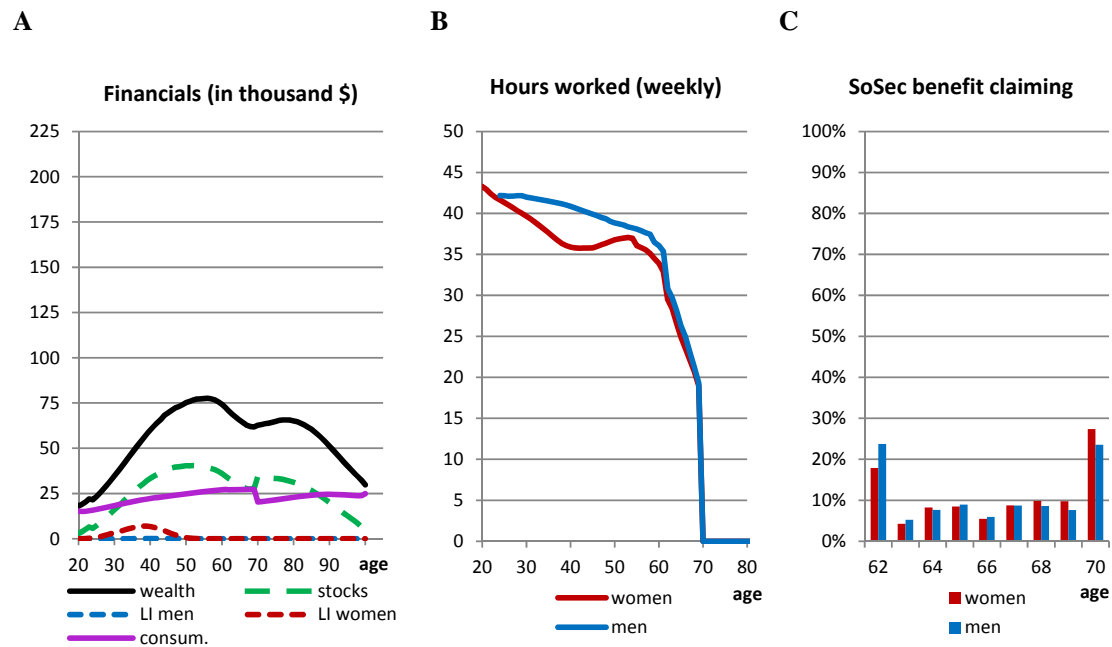 A
B
C
Financials (in thousand $)
225
200
175
150
125
100
75
50
25
0
20 30 40 50 60 70 80 90 age
wealth stocks
LI men LI women
consum.
Hours worked (weekly)
50
45
40
35
30
25
20
15
10
5
0
20 30 40 50 60 70 80
age
women
men
SoSec benefit claiming
100%
90%
80%
70%
60%
50%
40%
30%
20%
10%
0%
62 64 66 68 70
age
women
men